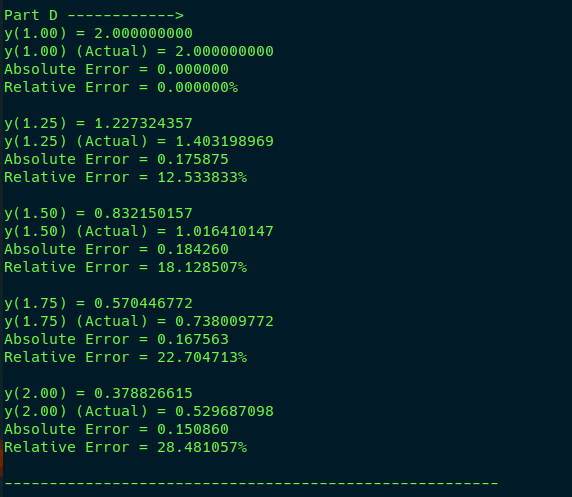 Part D ------------>
y(1.00) = 2.000000000
y(1.00) (Actual) = 2.000000000
Absolute Error = 0.000000
Relative Error = 0.000000%
y(1.25) = 1.227324357
y(1.25) (Actual) = 1.403198969
Absolute Error = 0.175875
Relative Error = 12.533833%
y(1.50) = 0.832150157
y(1.50) (Actual) = 1.016410147
Absolute Error = 0.184260
Relative Error = 18.128507%
y(1.75) = 0.570446772
y(1.75) (Actual) = 0.738009772
Absolute Error = 0.167563
Relative Error = 22.704713%
y(2.00) = 0.378826615
y(2.00) (Actual) = 0.529687098
Absolute Error = 0.150860
Relative Error = 28.481057%
-------------------------------------------------------